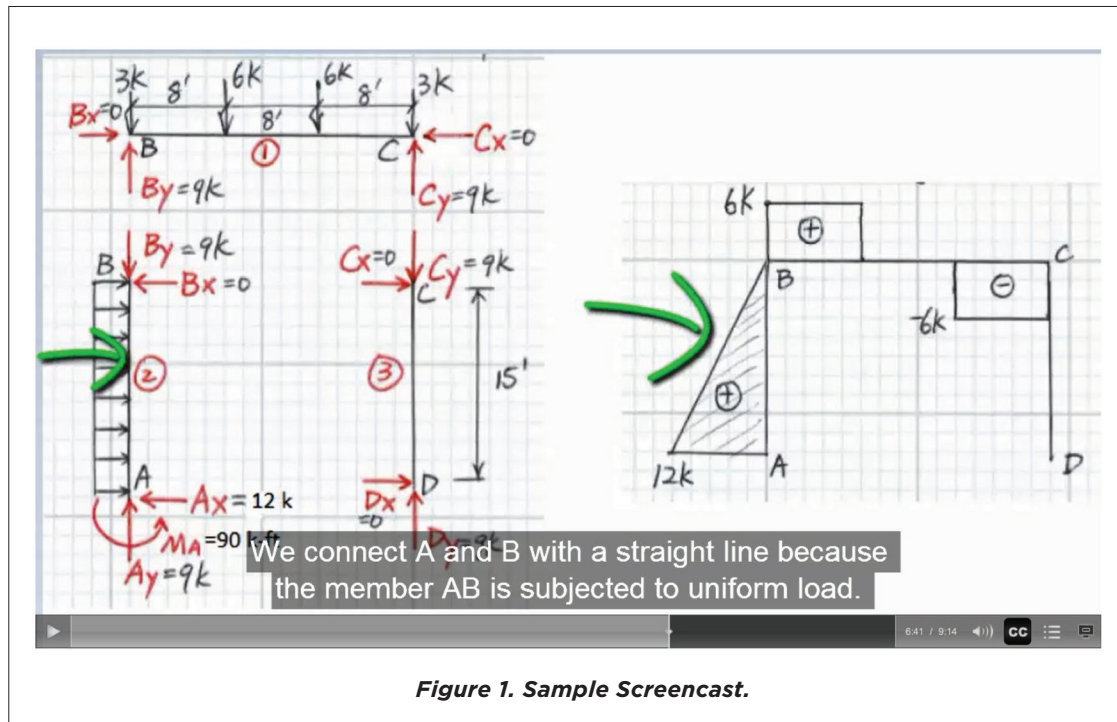 3k 8' 6k 6k 8' 3k
Bx=0 8' Cx=0
B ① C
By=9k Cy=9k
By=9k Cx=0 Cy=9k
B Bx=0 C
② ③ 15'
A D
Ax= 12 k Dx=0
MA=90 k-ft Dy=9k
Ay=9k
6k
+
B C
-
-6k
+
12k A D
We connect A and B with a straight line because
the member AB is subjected to uniform load.
6:41 / 9:14 CC
Figure 1. Sample Screencast.